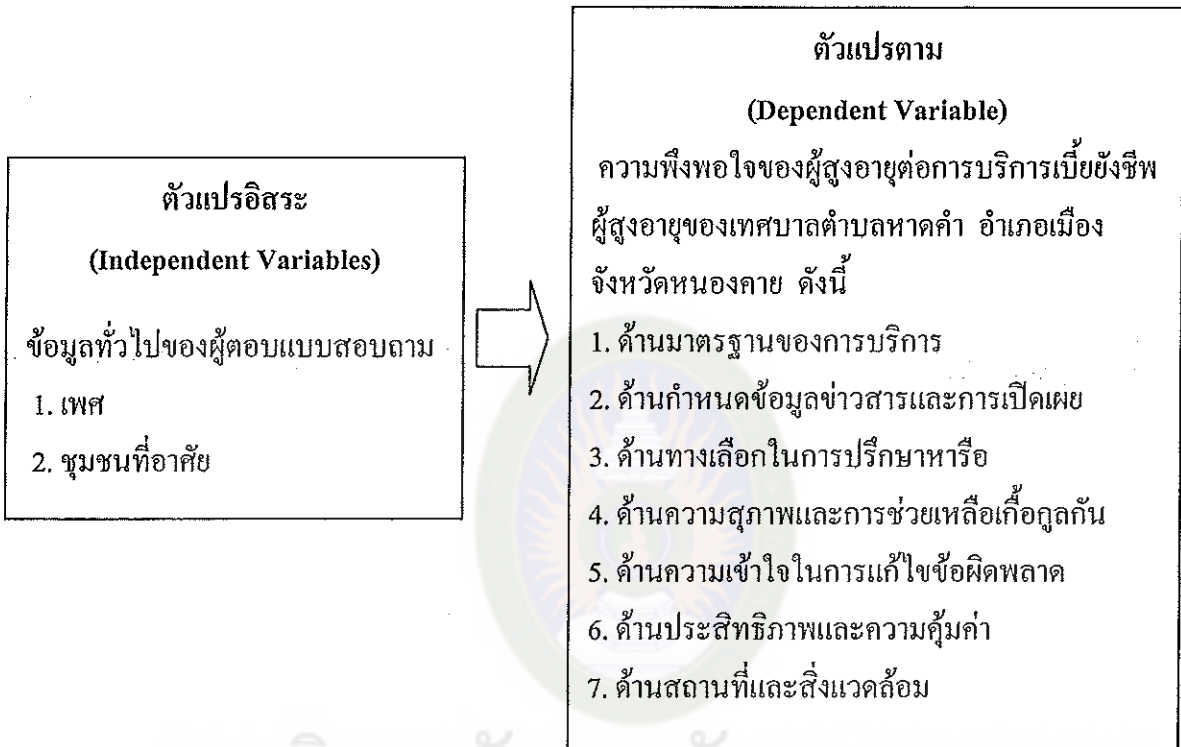 ตัวแปรอิสระ
(Independent Variables)
ข้อมูลทั่วไปของผู้ตอบแบบสอบถาม
1. เพศ
2. ชุมชนที่อาศัย
ตัวแปรตาม
(Dependent Variable)
ความพึงพอใจของผู้สูงอายุต่อการบริการเบี้ยยังชีพ
ผู้สูงอายุของเทศบาลตำบลหาดคำ อำเภอเมือง
จังหวัดหนองคาย ดังนี้
1. ด้านมาตรฐานของการบริการ
2. ด้านกำหนดข้อมูลข่าวสารและการเปิดเผย
3. ด้านทางเลือกในการปรึกษาหารือ
4. ด้านความสุภาพและการช่วยเหลือเกื้อกูลกัน
5. ด้านความเข้าใจในการแก้ไขข้อผิดพลาด
6. ด้านประสิทธิภาพและความคุ้มค่า
7. ด้านสถานที่และสิ่งแวดล้อม